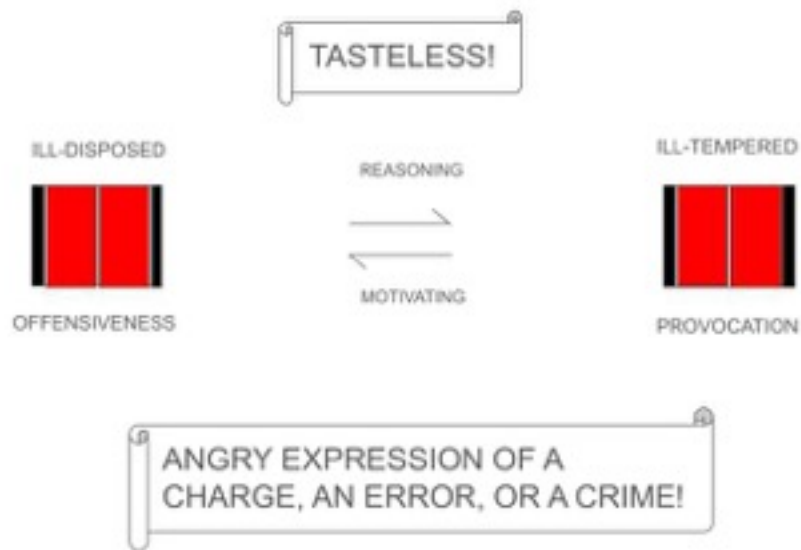 TASTELESS!
ILL-DISPOSED
ILL-TEMPERED
REASONING
MOTIVATING
OFFENSIVENESS
PROVOCATION
ANGRY EXPRESSION OF A
CHARGE, AN ERROR, OR A CRIME!